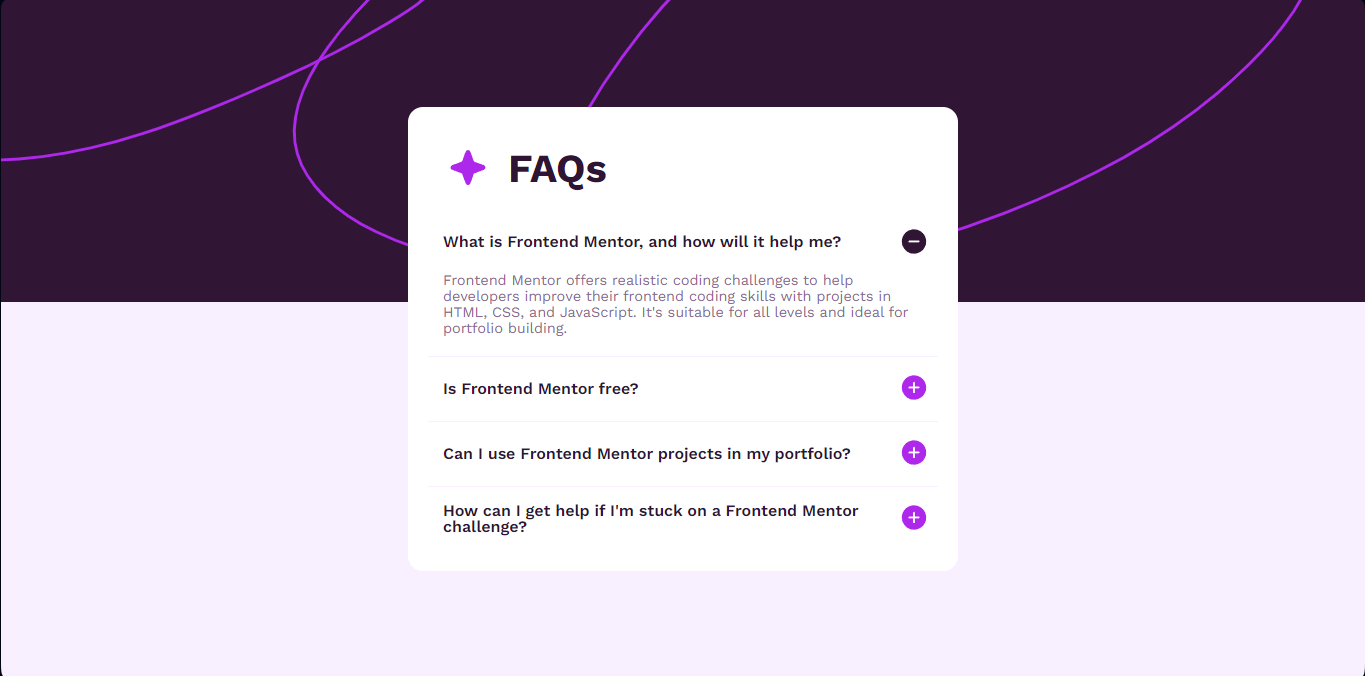 FAQs
What is Frontend Mentor, and how will it help me?
Frontend Mentor offers realistic coding challenges to help
developers improve their frontend coding skills with projects in
HTML, CSS, and JavaScript. It's suitable for all levels and ideal for
portfolio building.
Is Frontend Mentor free?
Can I use Frontend Mentor projects in my portfolio?
How can I get help if I'm stuck on a Frontend Mentor
challenge?